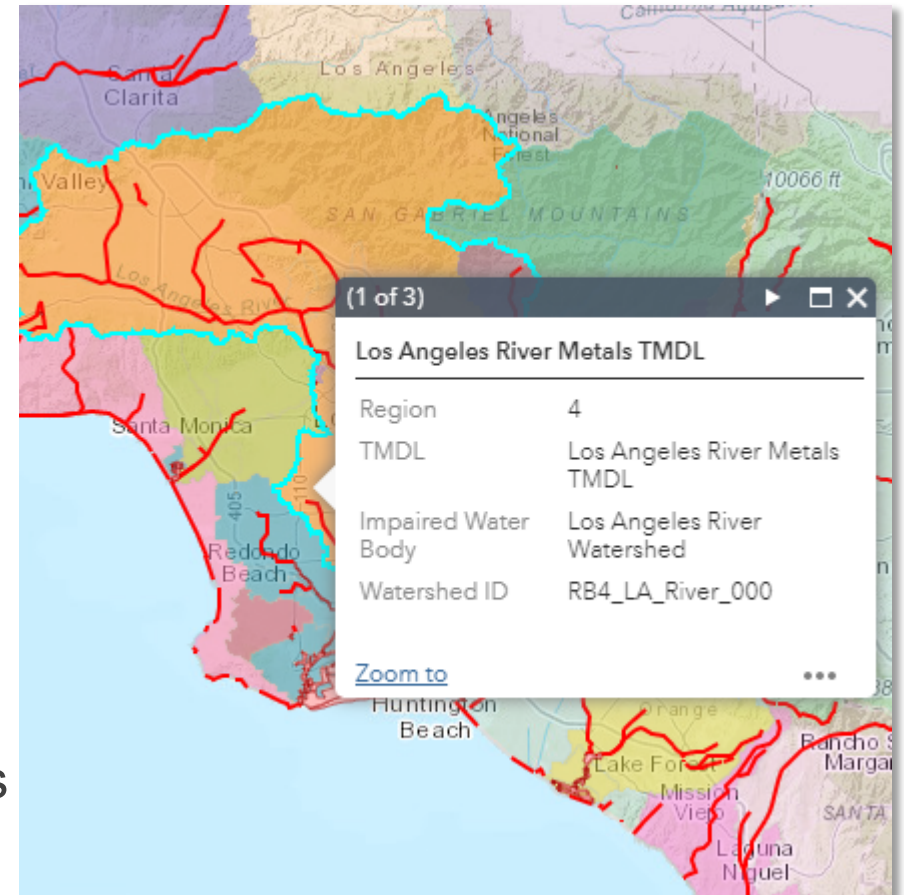 California Aqueduct
Santa
Clarita
Los Angeles
Angeles
National
Forest
Valley
10066 ft
SAN GABRIEL MOUNTAINS
Los Angeles River
(1 of 3)
Los Angeles River Metals TMDL
Region 4
TMDL Los Angeles River Metals
TMDL
Impaired Water Los Angeles River
Body Watershed
Watershed ID RB4_LA_River_000
Zoom to
Santa Monica
110
405
Redondo
Beach
Huntington
Beach
Orange
Lake Forest
Rancho S
Margar
Mission
Viejo
SANTA
Laguna
Niguel
s